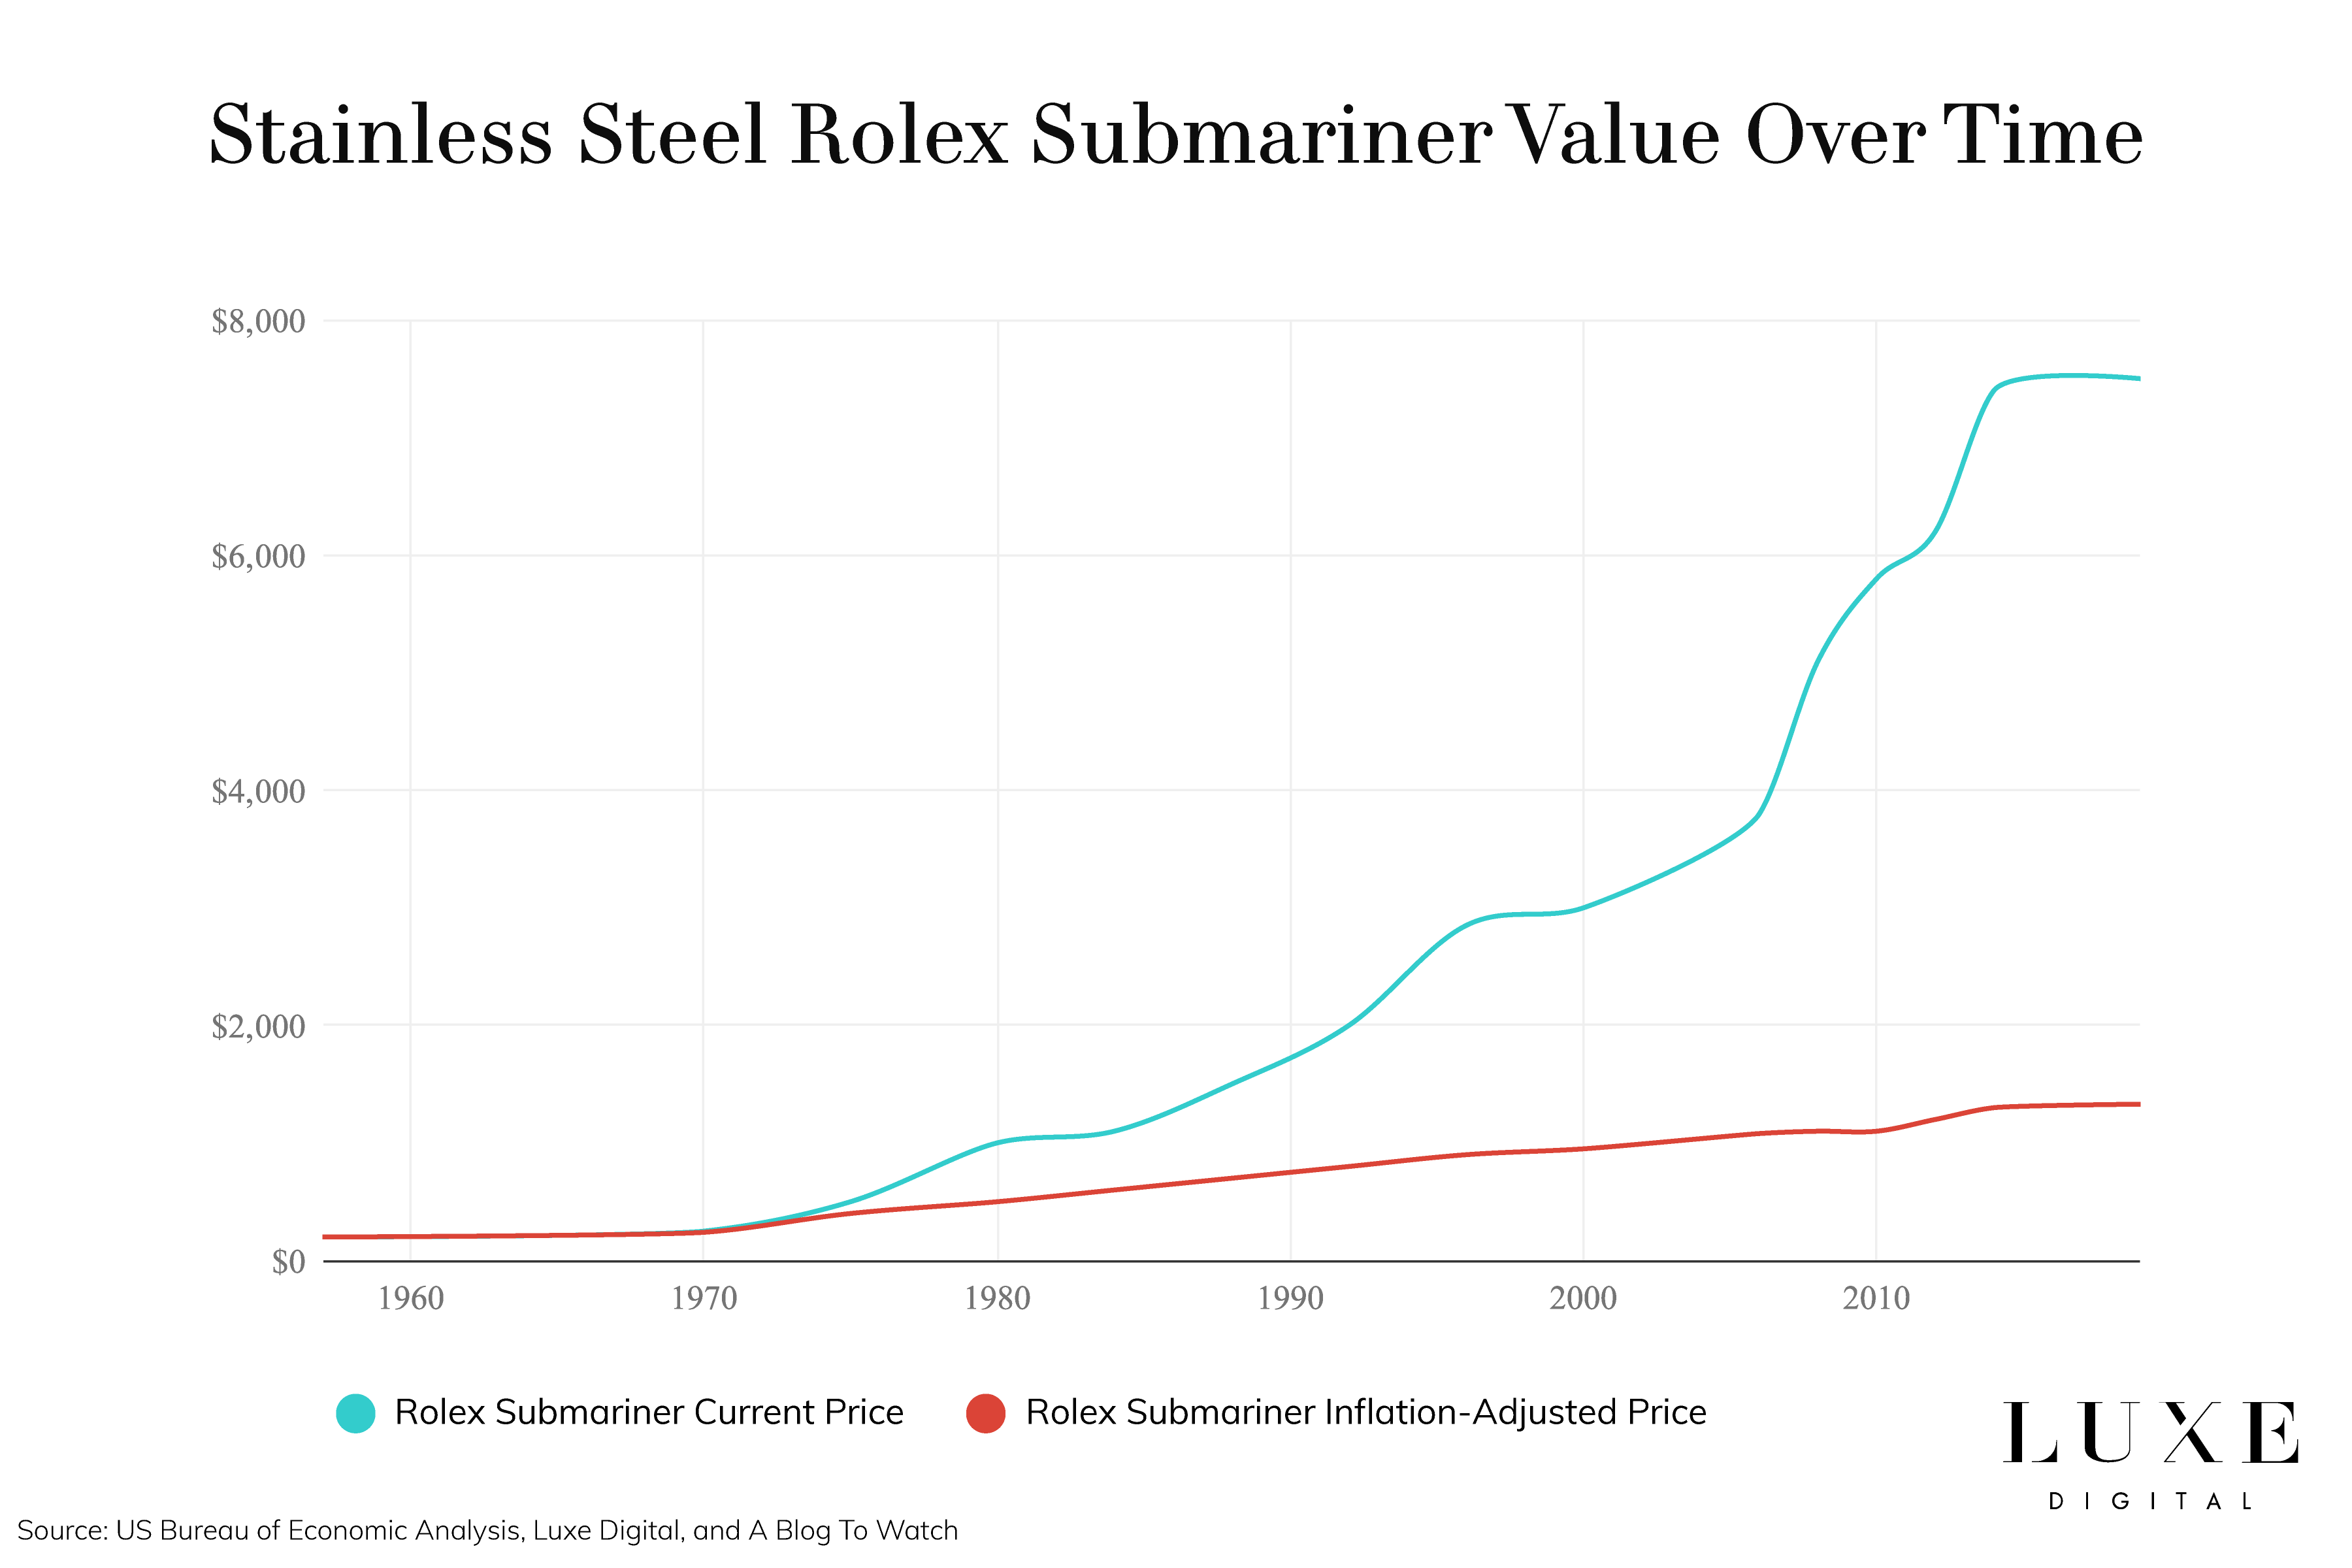 Stainless Steel Rolex Submariner Value Over Time
$8,000
$6,000
$4,000
$2,000
$0
1960 1970 1980 1990 2000 2010
Rolex Submariner Current Price Rolex Submariner Inflation-Adjusted Price
LUXE
DIGITAL
Source: US Bureau of Economic Analysis, Luxe Digital, and A Blog To Watch